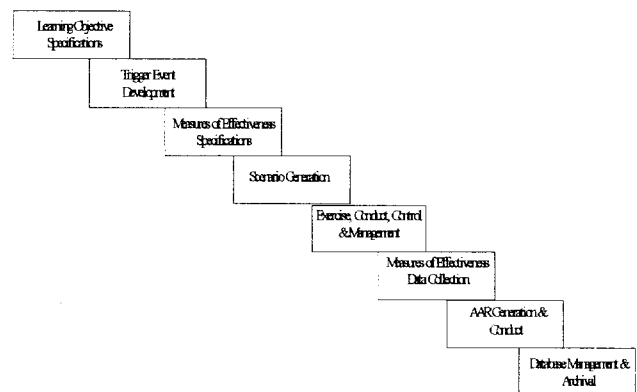 Learning Objective
Specifications
Trigger Event
Development
Measures of Effectiveness
Specifications
Scenario Generation
Exercise, Conduct, Control,
& Management
Measures of Effectiveness
Data Collection
AAR Generation &
Conduct
Database Management &
Archival